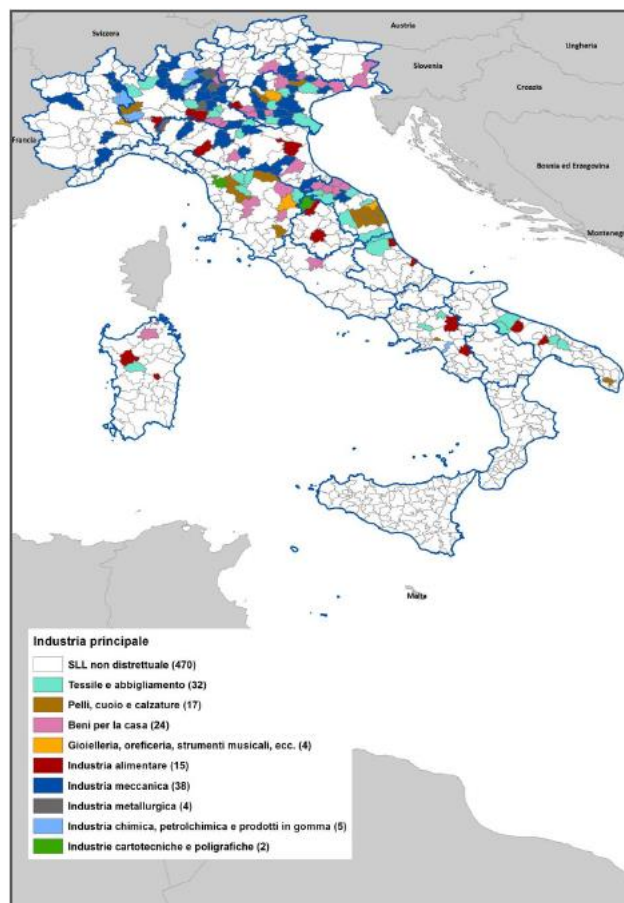 Austria
Svizzera
Ungheria
Slovenia
Croazia
Francia
Bosnia ed Erzegovina
Montenegro
Malta
Industria principale
SLL non distrettuale (470)
Tessile e abbigliamento (32)
Pelli, cuoio e calzature (17)
Beni per la casa (24)
Gioielleria, oreficeria, strumenti musicali, ecc. (4)
Industria alimentare (15)
Industria meccanica (38)
Industria metallurgica (4)
Industria chimica, petrolchimica e prodotti in gomma (5)
Industrie cartotecniche e poligrafiche (2)